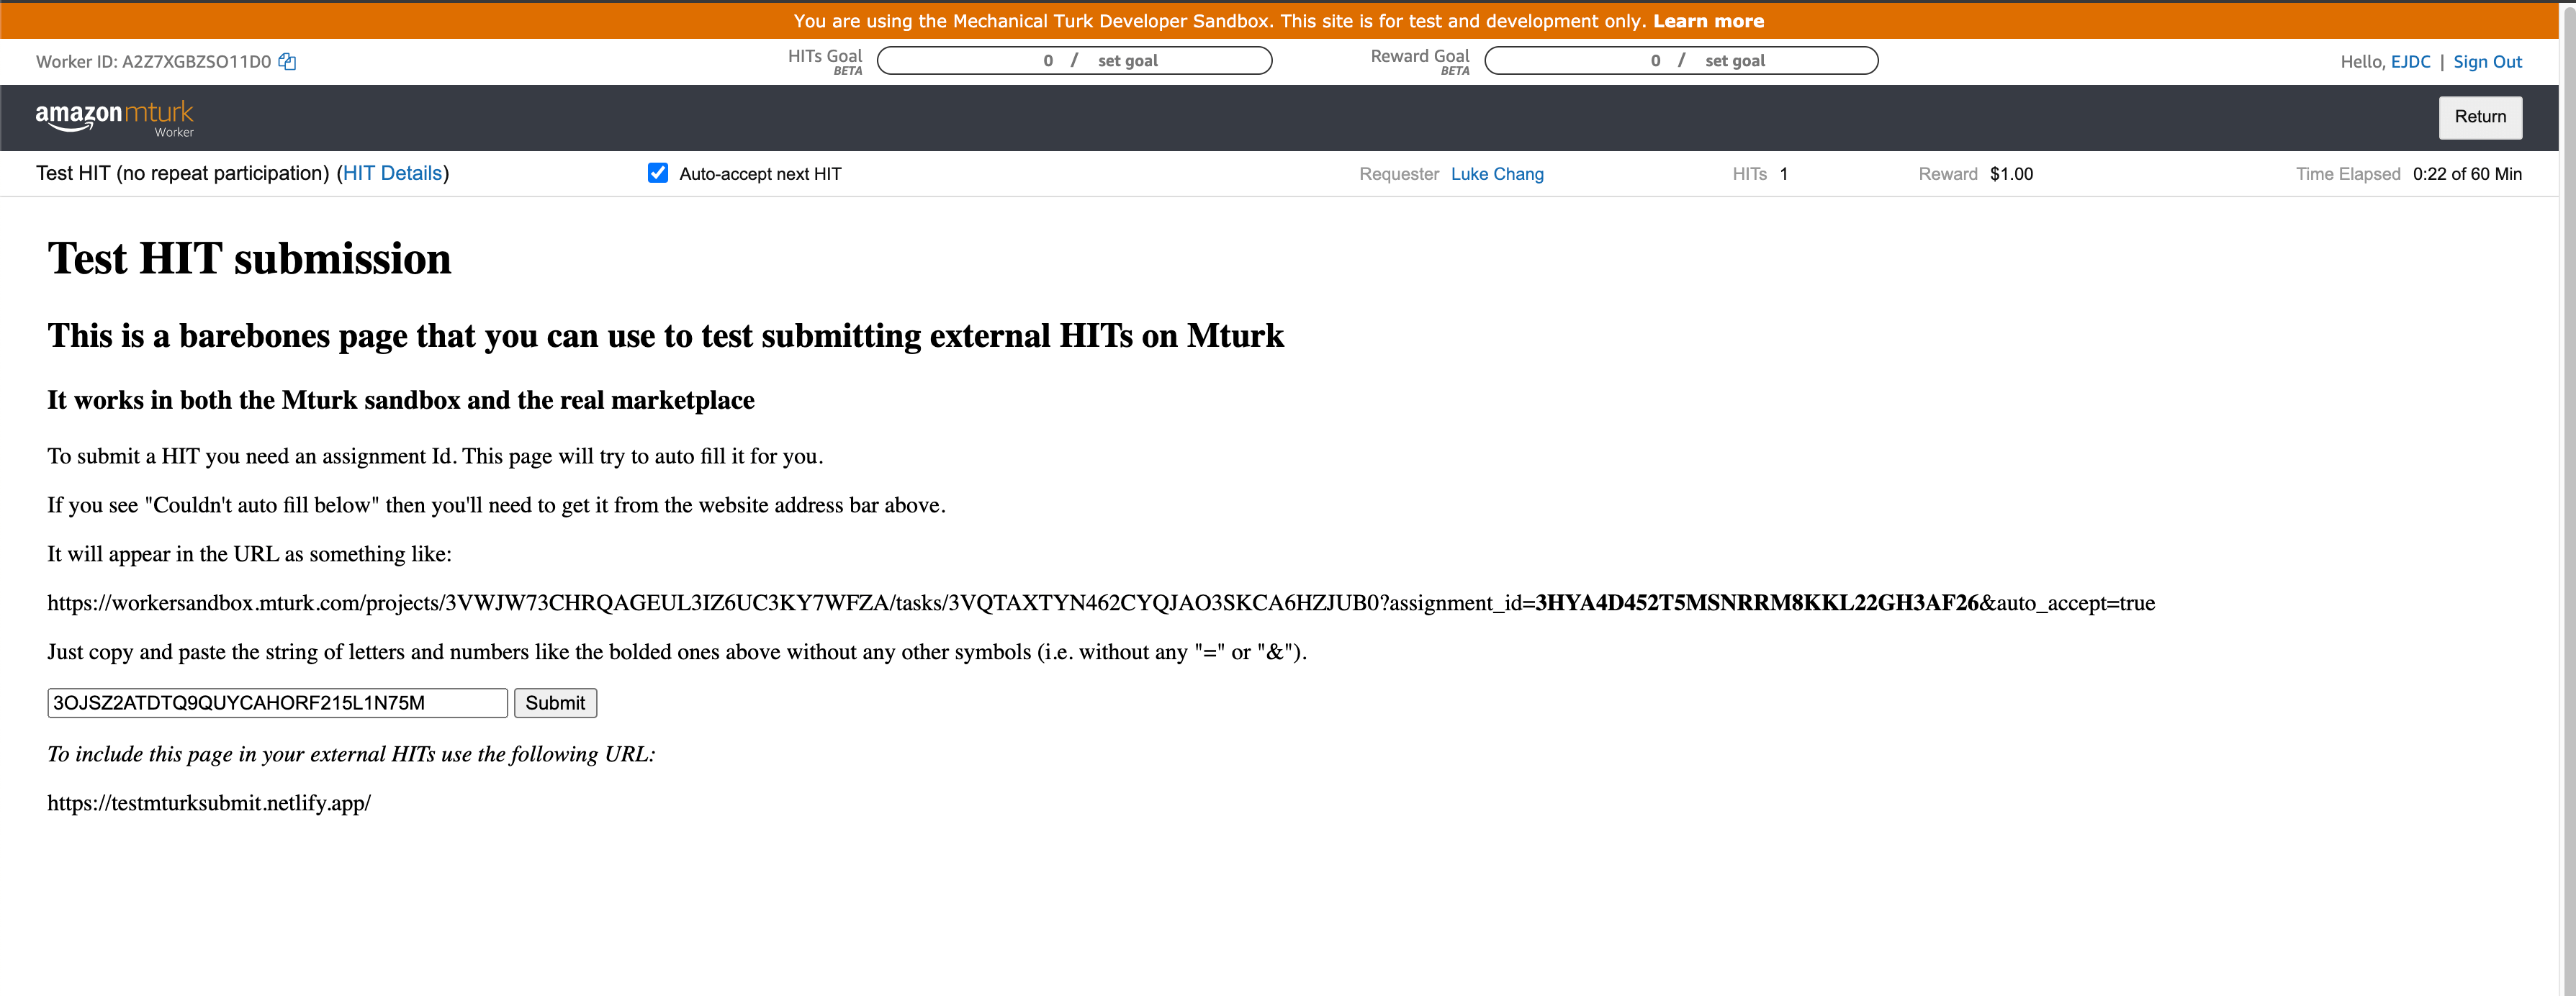 You are using the Mechanical Turk Developer Sandbox. This site is for test and development only. Learn more
Worker ID: A2Z7XGBZSO11D0
HITs Goal
BETA
0 / set goal
Reward Goal
BETA
0 / set goal
Hello, EJDC | Sign Out
amazonmturk
Worker
Return
Test HIT (no repeat participation) (HIT Details)
Auto-accept next HIT
Requester Luke Chang
HITs 1
Reward $1.00
Time Elapsed 0:22 of 60 Min
Test HIT submission
This is a barebones page that you can use to test submitting external HITs on Mturk
It works in both the Mturk sandbox and the real marketplace
To submit a HIT you need an assignment Id. This page will try to auto fill it for you.
If you see "Couldn't auto fill below" then you'll need to get it from the website address bar above.
It will appear in the URL as something like:
https://workersandbox.mturk.com/projects/3VWJW73CHRQAGEUL3IZ6UC3KY7WFZA/tasks/3VQTAXTYN462CYQJAO3SKCA6HZJUB0?assignment_id=3HYA4D452T5MSNRRM8KKL22GH3AF26&auto_accept=true
Just copy and paste the string of letters and numbers like the bolded ones above without any other symbols (i.e. without any "=" or "&").
3OJSZ2ATDTQ9QUYCAHORF215L1N75M
Submit
To include this page in your external HITs use the following URL:
https://testmturksubmit.netlify.app/